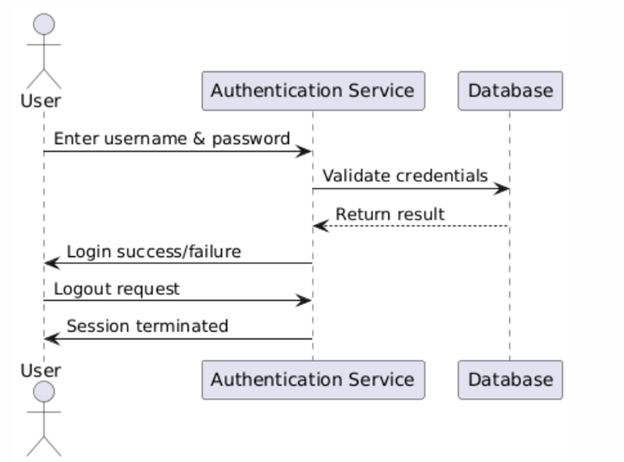 User
Authentication Service
Database
Enter username & password
Validate credentials
Return result
Login success/failure
Logout request
Session terminated
User
Authentication Service
Database